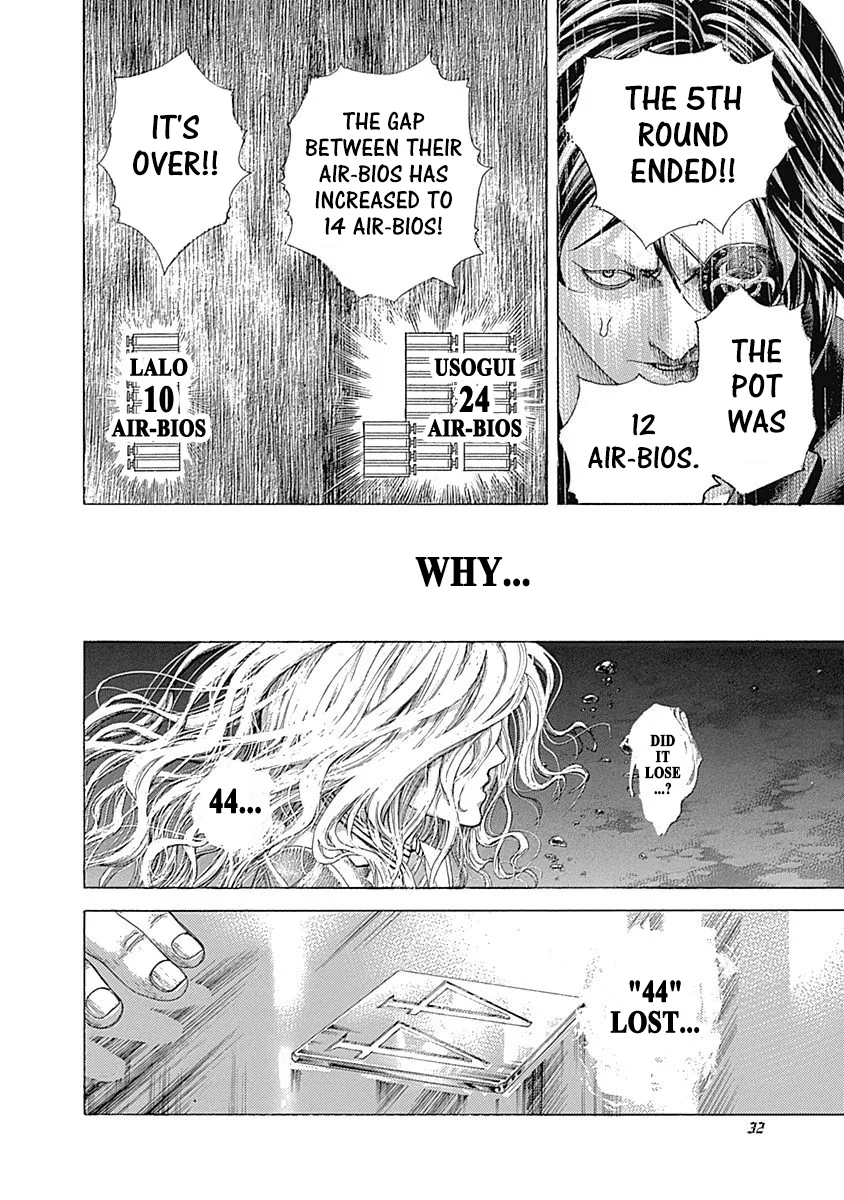 THE 5TH
ROUND
ENDED!!
THE
POT
WAS
12
AIR-BIOS.
THE GAP
BETWEEN THEIR
AIR-BIOS HAS
INCREASED TO
14 AIR-BIOS!
IT'S
OVER!!
USOGUI
24
AIR-BIOS
LALO
10
AIR-BIOS
WHY...
DID
IT
LOSE
...?
44...
"44"
LOST...
44
32